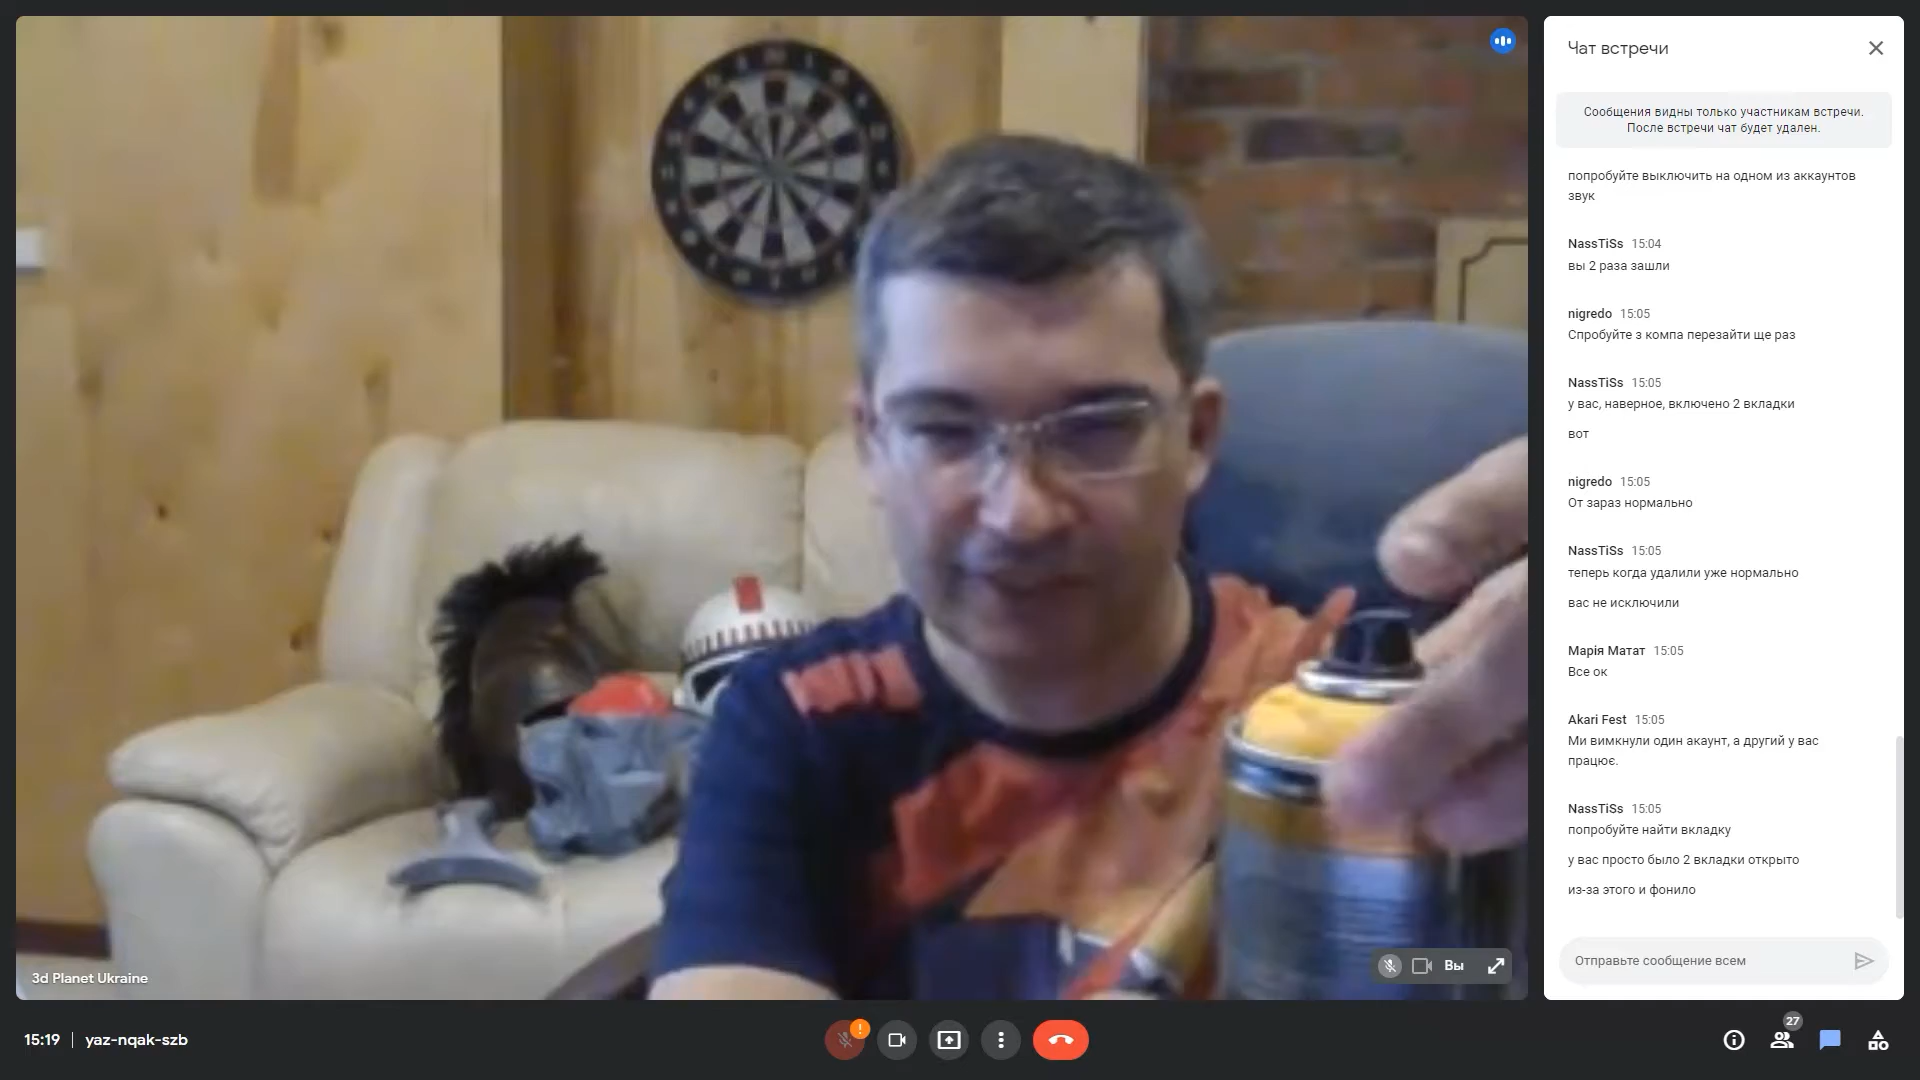 Чат встречи
Сообщения видны только участникам встречи.
После встречи чат будет удален.
попробуйте выключить на одном из аккаунтов
звук
NassTiSs 15:04
вы 2 раза зашли
nigredo 15:05
Спробуйте з компа перезайти ще раз
NassTiSs 15:05
у вас, наверное, включено 2 вкладки
вот
nigredo 15:05
От зараз нормально
NassTiSs 15:05
теперь когда удалили уже нормально
вас не исключили
Марія Матат 15:05
Все ок
Akari Fest 15:05
Ми вимкнули один акаунт, а другий у вас
працює.
NassTiSs 15:05
попробуйте найти вкладку
у вас просто было 2 вкладки открыто
из-за этого и фонило
Отправьте сообщение всем
3d Planet Ukraine
Вы
15:19 | yaz-nqak-szb
27